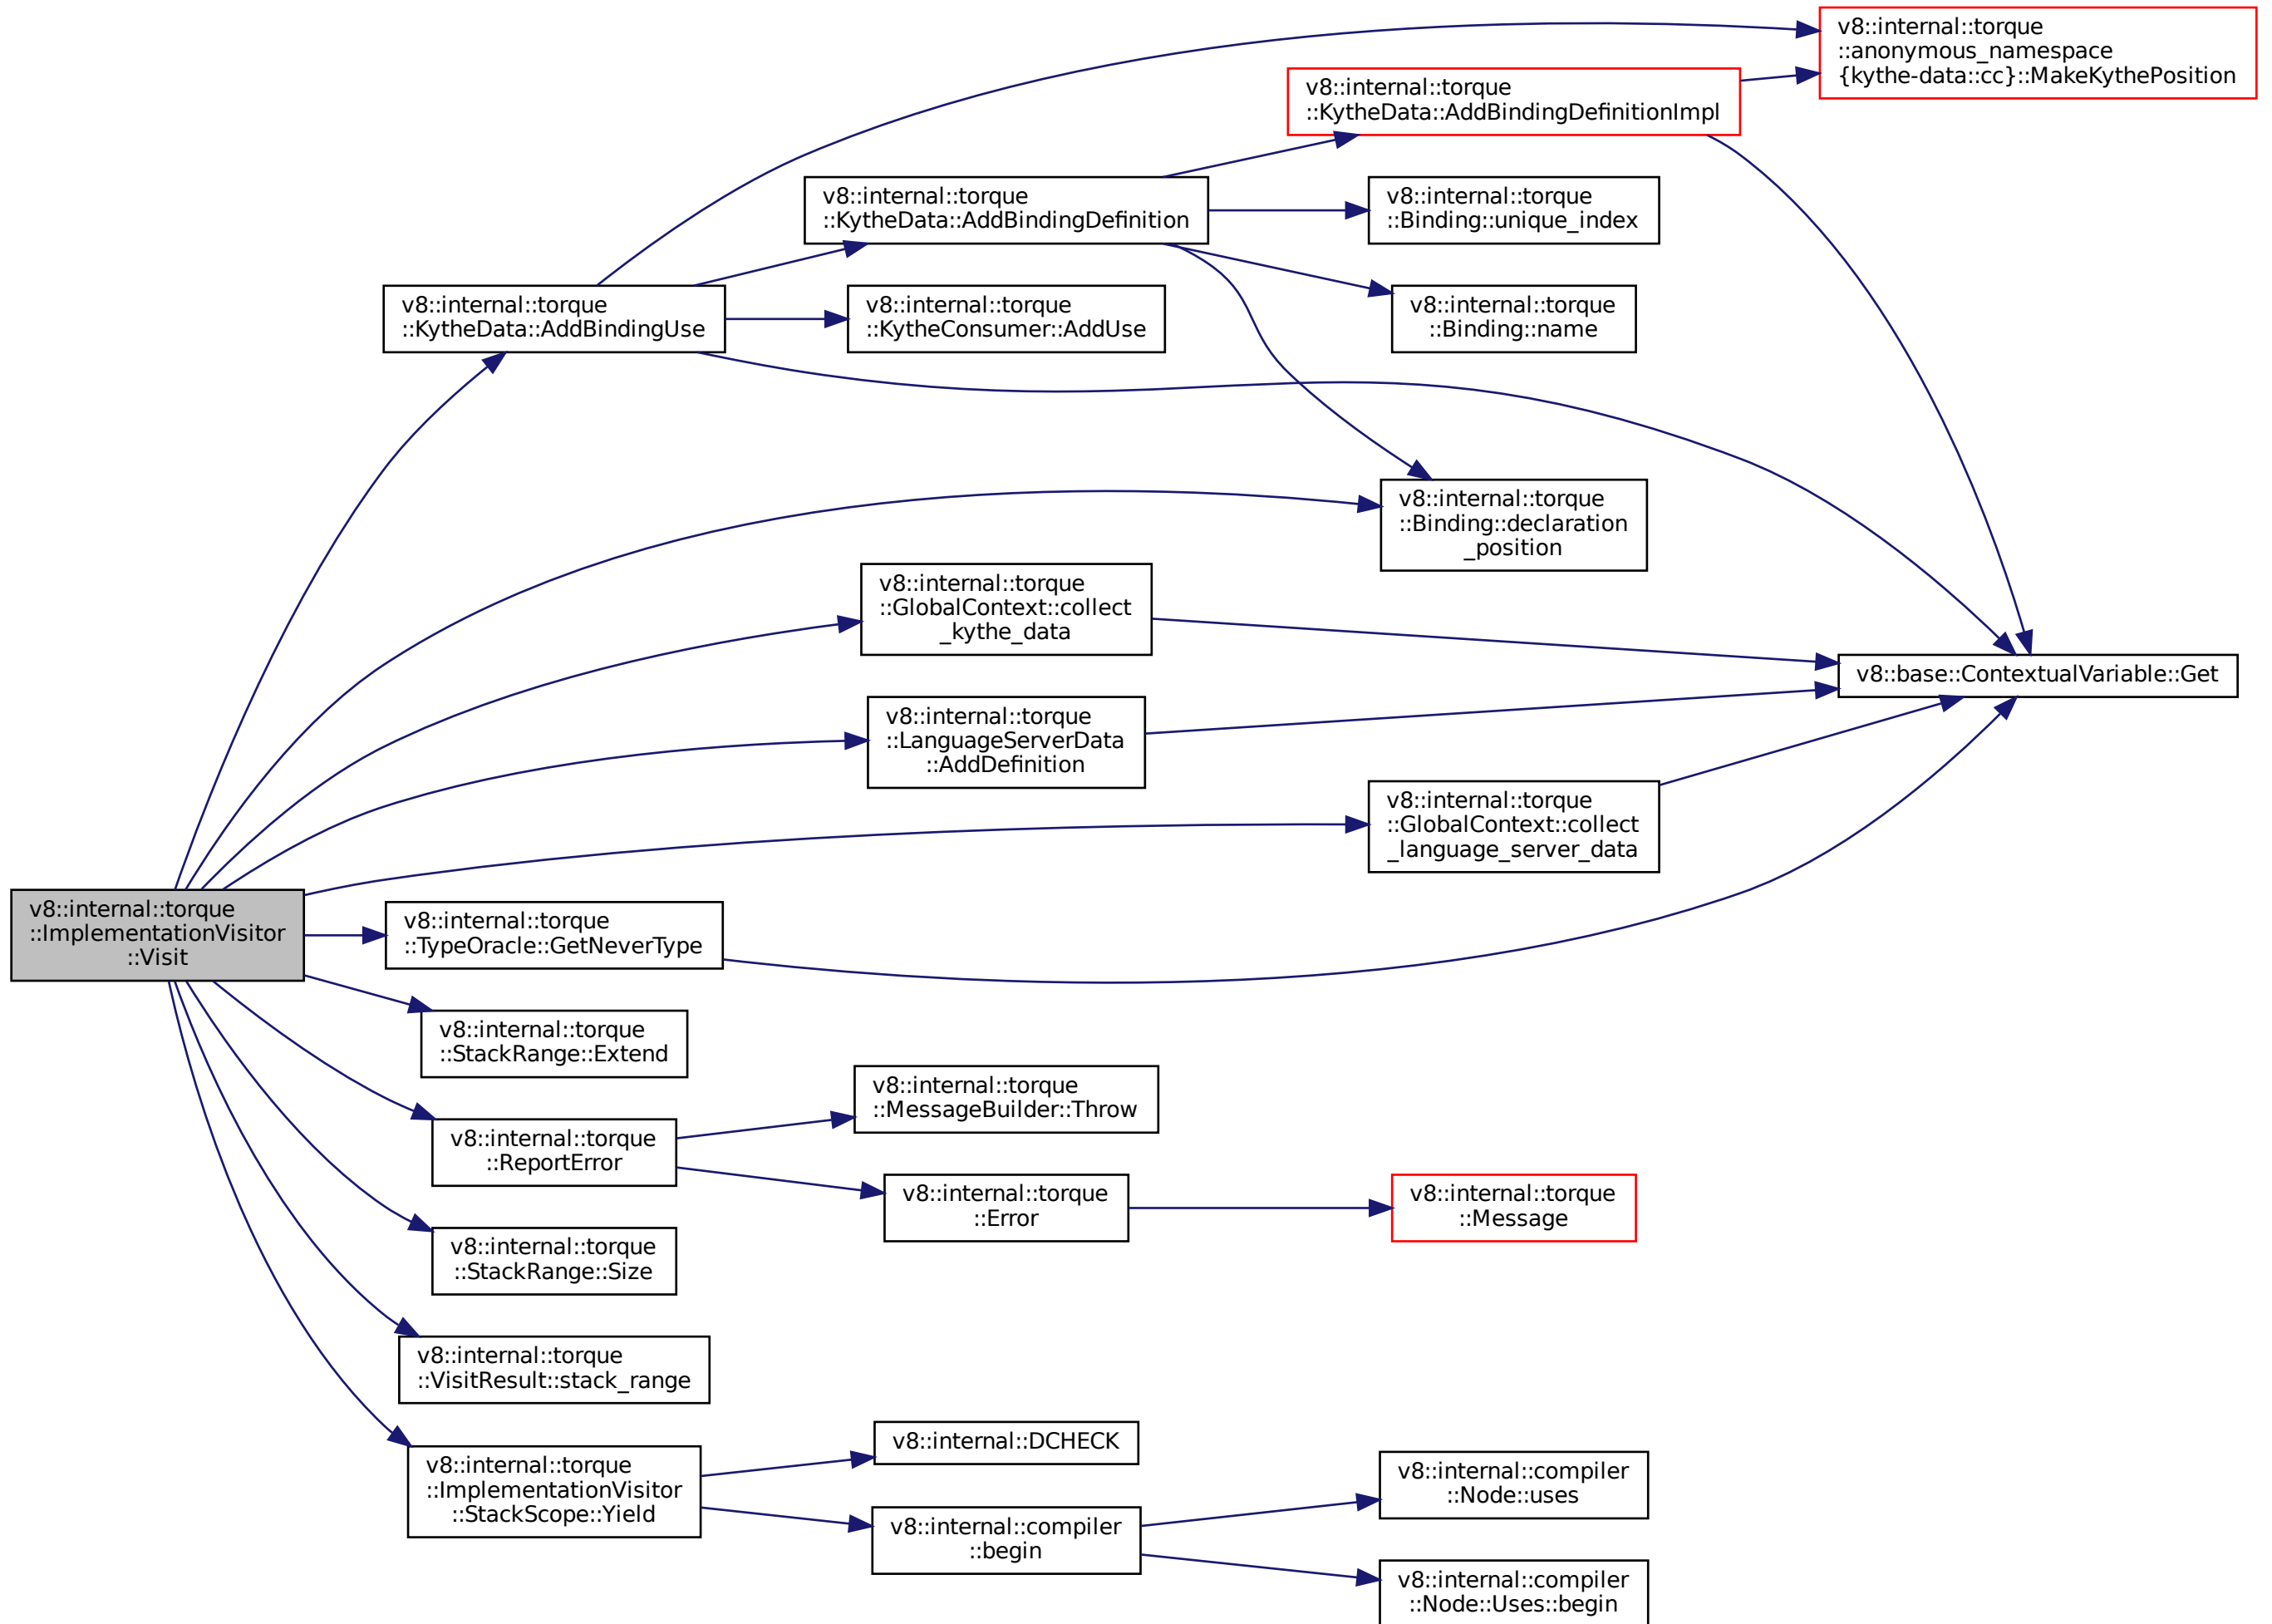 v8::internal::torque
::anonymous_namespace
{kythe-data::cc}::MakeKythePosition
v8::internal::torque
::KytheData::AddBindingDefinitionImpl
v8::internal::torque
::KytheData::AddBindingDefinition
v8::internal::torque
::Binding::unique_index
v8::internal::torque
::KytheData::AddBindingUse
v8::internal::torque
::KytheConsumer::AddUse
v8::internal::torque
::Binding::name
v8::internal::torque
::Binding::declaration
_position
v8::internal::torque
::GlobalContext::collect
_kythe_data
v8::base::ContextualVariable::Get
v8::internal::torque
::LanguageServerData
::AddDefinition
v8::internal::torque
::GlobalContext::collect
_language_server_data
v8::internal::torque
::ImplementationVisitor
::Visit
v8::internal::torque
::TypeOracle::GetNeverType
v8::internal::torque
::StackRange::Extend
v8::internal::torque
::MessageBuilder::Throw
v8::internal::torque
::ReportError
v8::internal::torque
::Error
v8::internal::torque
::Message
v8::internal::torque
::StackRange::Size
v8::internal::torque
::VisitResult::stack_range
v8::internal::DCHECK
v8::internal::torque
::ImplementationVisitor
::StackScope::Yield
v8::internal::compiler
::Node::uses
v8::internal::compiler
::begin
v8::internal::compiler
::Node::Uses::begin